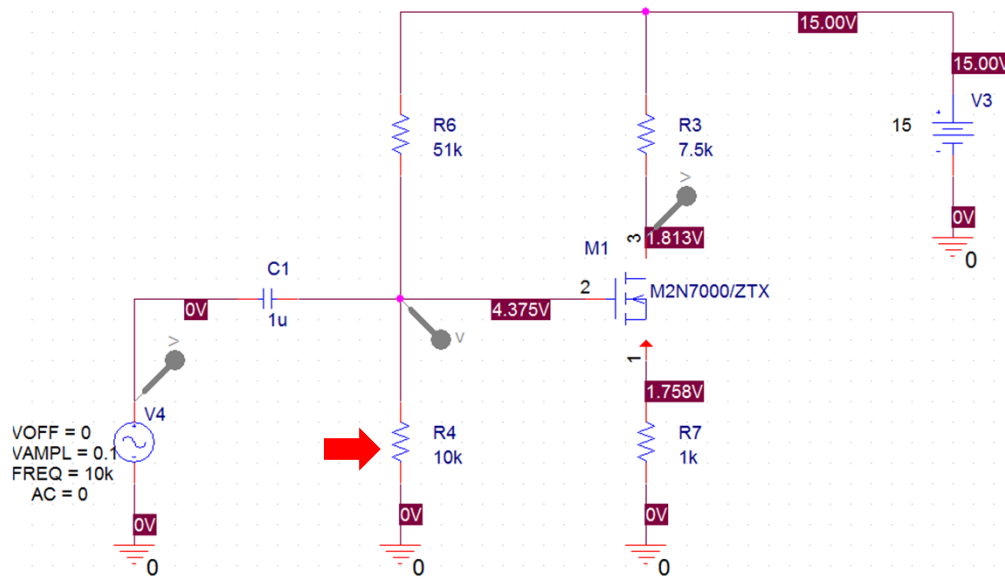 15.00V
15.00V
V3
15
R6
51k
R3
7.5k
>
0V
0
3
1.813V
M1
C1
2
M2N7000/ZTX
0V
1u
4.375V
>
V
1
1.758V
V4
VOFF = 0
VAMPL = 0.1
FREQ = 10k
AC = 0
R4
10k
R7
1k
0V
0V
0V
0
0
0